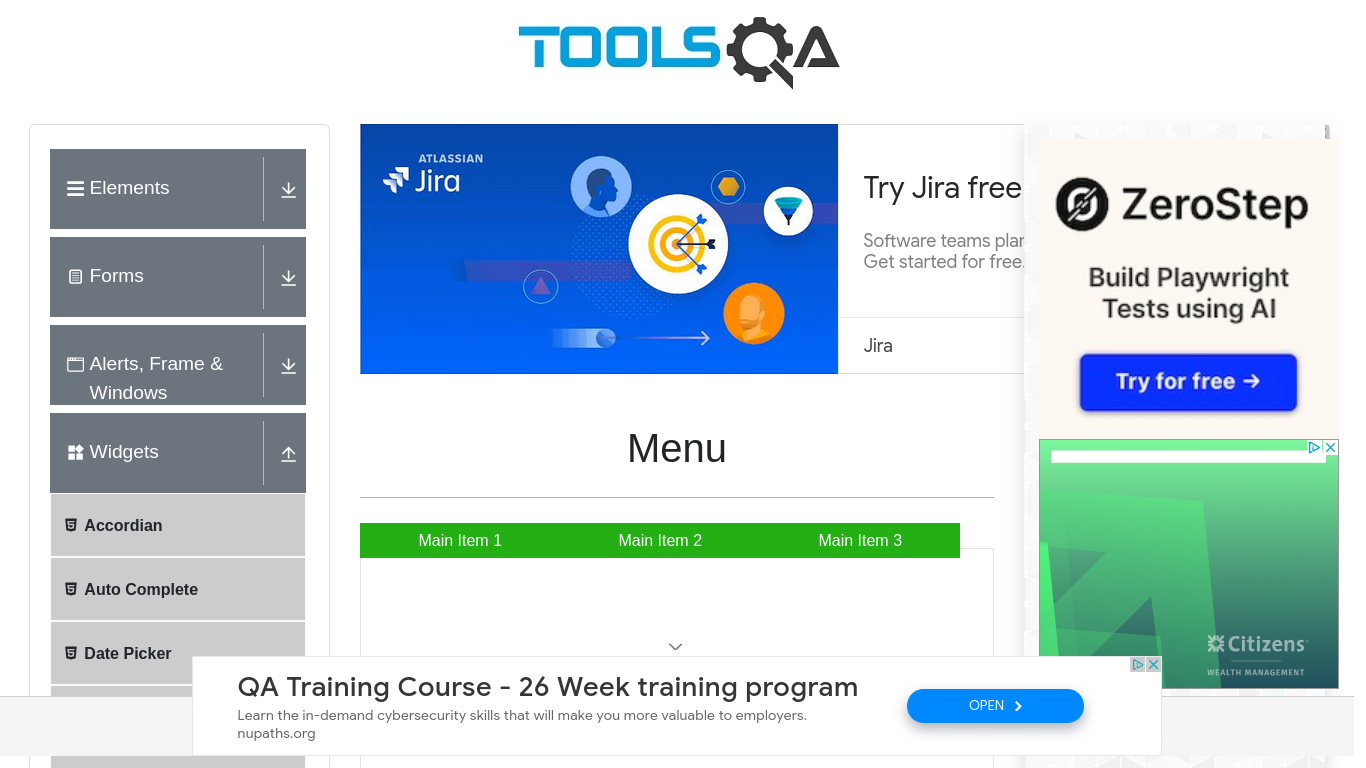 TOOLSQA
Elements
Forms
Alerts, Frame &
Windows
Widgets
Accordian
Auto Complete
Date Picker
ATLASSIAN
Jira
Try Jira free
Software teams plan
Get started for free.
Jira
Menu
Main Item 1
Main Item 2
Main Item 3
ZeroStep
Build Playwright
Tests using AI
Try for free →
Citizens
WEALTH MANAGEMENT
QA Training Course - 26 Week training program
Learn the in-demand cybersecurity skills that will make you more valuable to employers.
nupaths.org
OPEN